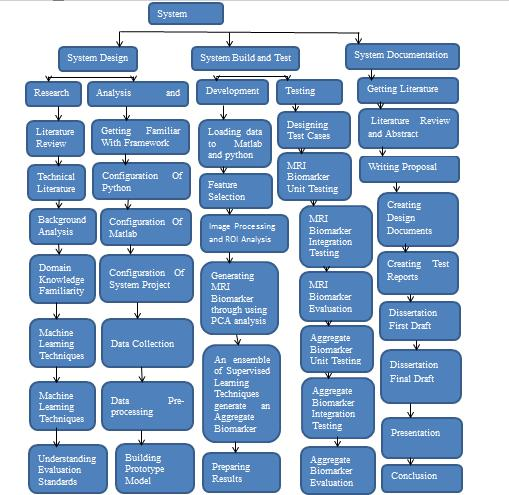 System
System Design
System Build and Test
System Documentation
Research
Analysis and
Development
Testing
Getting Literature
Literature
Review
Technical
Literature
Background
Analysis
Domain
Knowledge
Familiarity
Machine
Learning
Techniques
Machine
Learning
Techniques
Understanding
Evaluation
Standards
Getting Familiar
With Framework
Configuration Of
Python
Configuration Of
Matlab
Configuration Of
System Project
Data Collection
Data Pre-
processing
Building
Prototype
Model
Loading data
to Matlab
and python
Feature
Selection
Image Processing
and ROI Analysis
Generating
MRI
Biomarker
through using
PCA analysis
An ensemble
of Supervised
Learning
Techniques
generate an
Aggregate
Biomarker
Preparing
Results
Designing
Test Cases
MRI
Biomarker
Unit Testing
MRI
Biomarker
Integration
Testing
MRI
Biomarker
Evaluation
Aggregate
Biomarker
Unit Testing
Aggregate
Biomarker
Integration
Testing
Aggregate
Biomarker
Evaluation
Literature Review
and Abstract
Writing Proposal
Creating
Design
Documents
Creating Test
Reports
Dissertation
First Draft
Dissertation
Final Draft
Presentation
Conclusion